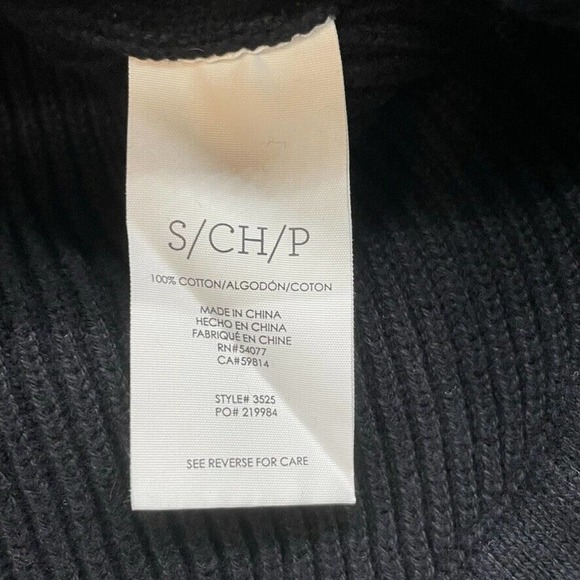 S/CH/P
100% COTTON/ALGODÓN/COTON
MADE IN CHINA
HECHO EN CHINA
FABRIQUÉ EN CHINE
RN#54077
CA#59814
STYLE# 3525
PO# 219984
SEE REVERSE FOR CARE